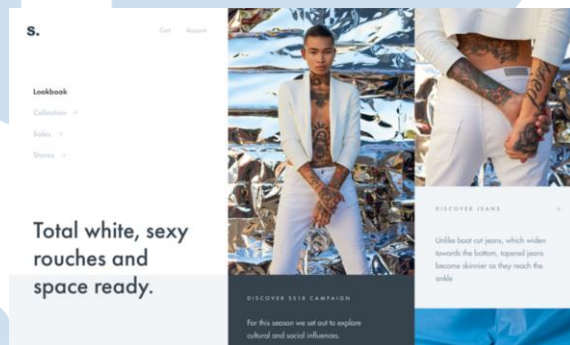 s.
Cart Account
Lookbook
Collection
Sales
Stores
Total white, sexy
rouches and
space ready.
DISCOVER SS18 CAMPAIGN
For this season we set out to explore
cultural and social influences.
DISCOVER JEANS
Unlike boot cut jeans, which widen
towards the bottom, tapered jeans
become skinnier as they reach the
ankle